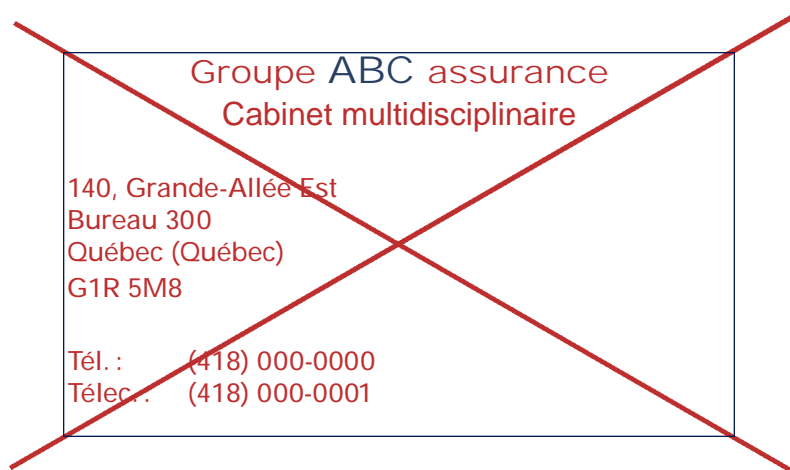 Groupe ABC assurance
Cabinet multidisciplinaire
140, Grande-Allée Est
Bureau 300
Québec (Québec)
G1R 5M8
Tél. : (418) 000-0000
Télec. : (418) 000-0001